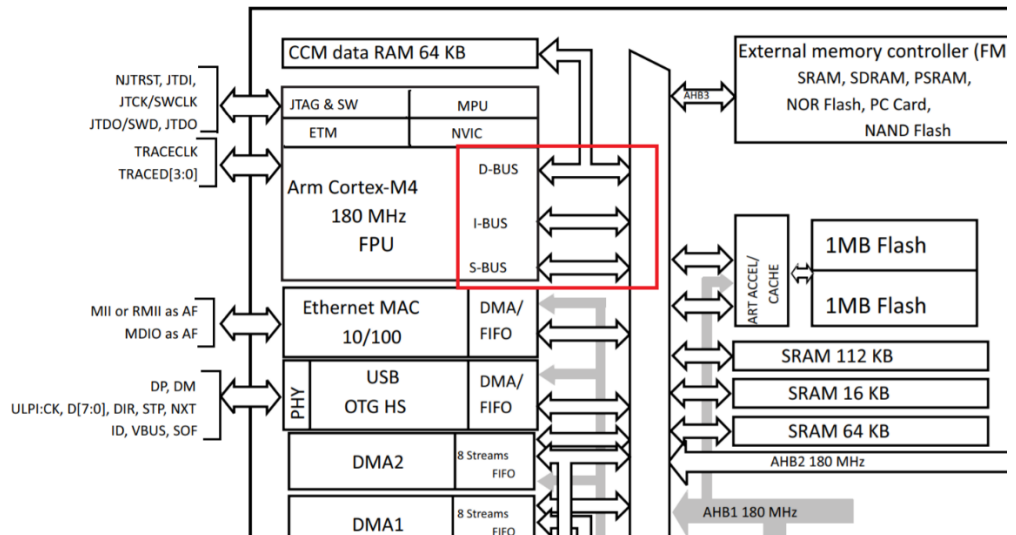 CCM data RAM 64 KB
External memory controller (FM
SRAM, SDRAM, PSRAM,
NOR Flash, PC Card,
NAND Flash
AHB3
NJTRST, JTDI,
JTCK/SWCLK
JTDO/SWD, JTDO
TRACECLK
TRACED[3:0]
JTAG & SW
MPU
ETM
NVIC
Arm Cortex-M4
180 MHz
FPU
D-BUS
I-BUS
S-BUS
ART ACCEL/
CACHE
1MB Flash
1MB Flash
MII or RMII as AF
MDIO as AF
Ethernet MAC
10/100
DMA/
FIFO
SRAM 112 KB
SRAM 16 KB
SRAM 64 KB
DP, DM
ULPI:CK, D[7:0], DIR, STP, NXT
ID, VBUS, SOF
PHY
USB
OTG HS
DMA/
FIFO
AHB2 180 MHz
DMA2
8 Streams
FIFO
AHB1 180 MHz
DMA1
8 Streams
FIFO